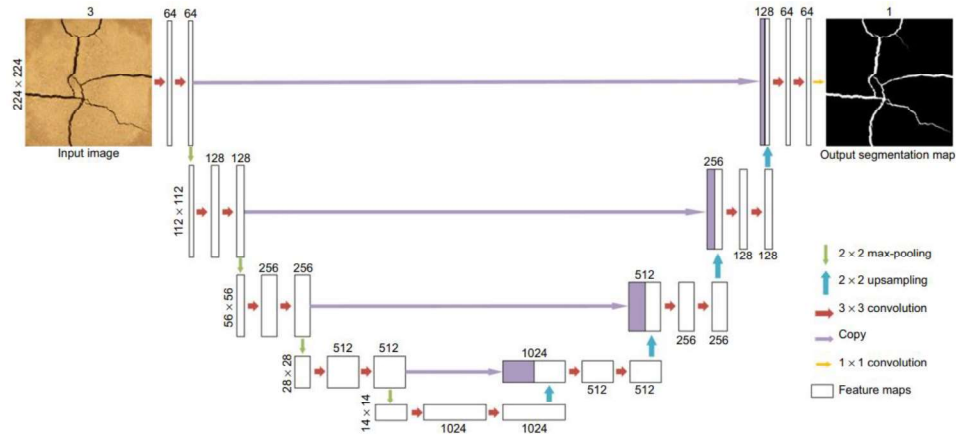 3
64 64
128 64 64
1
224 × 224
Input image
Output segmentation map
128 128
256
112 × 112
128 128
256 256
512
56 × 56
256 256
512 512
1024
28 × 28
512 512
14 × 14
1024 1024
2 × 2 max-pooling
2 × 2 upsampling
3 × 3 convolution
Copy
1 × 1 convolution
Feature maps